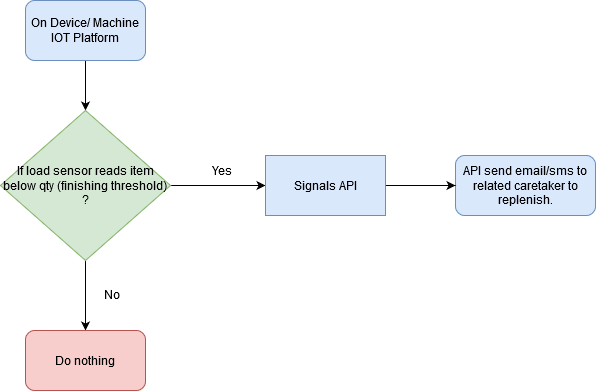 On Device/ Machine
IOT Platform
If load sensor reads item
below qty (finishing threshold)
?
Yes
Signals API
API send email/sms to
related caretaker to
replenish.
No
Do nothing